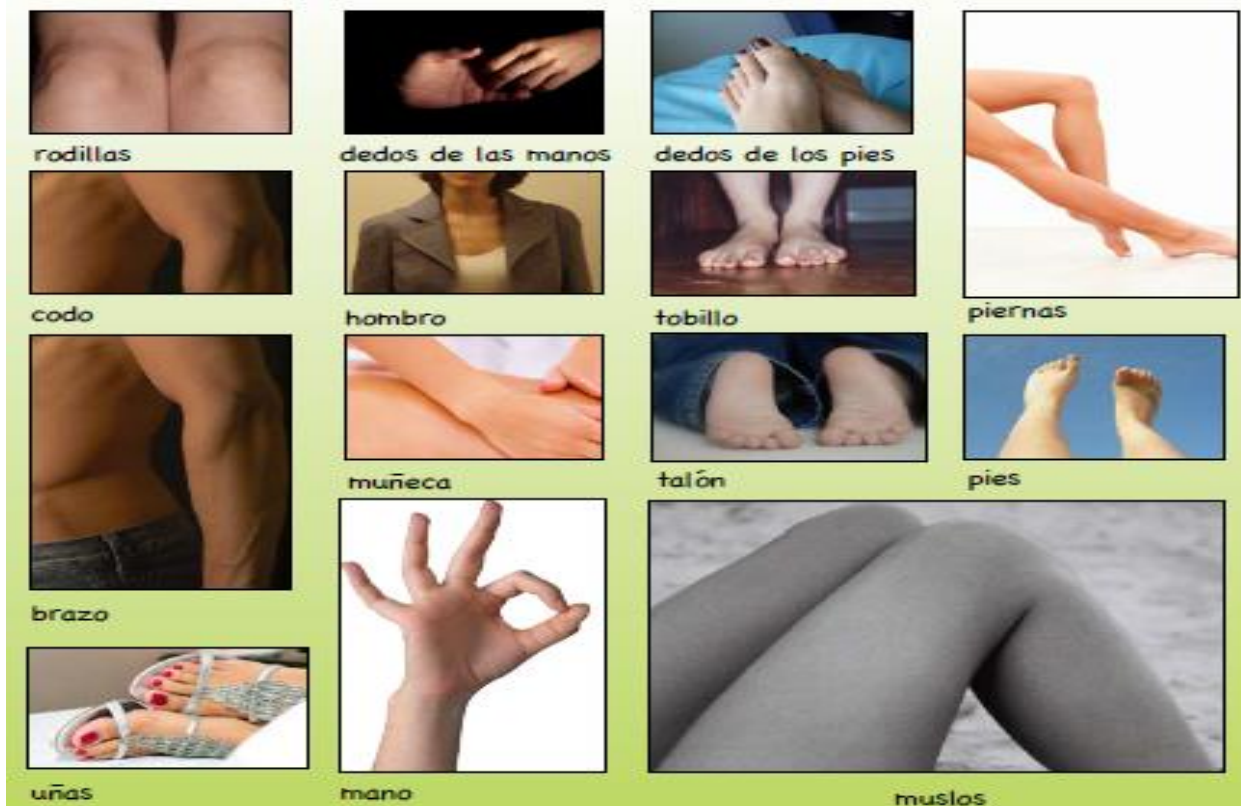 rodillas
dedos de las manos
dedos de los pies
piernas
codo
hombro
tobillo
brazo
muñeca
talón
pies
uñas
mano
muslos